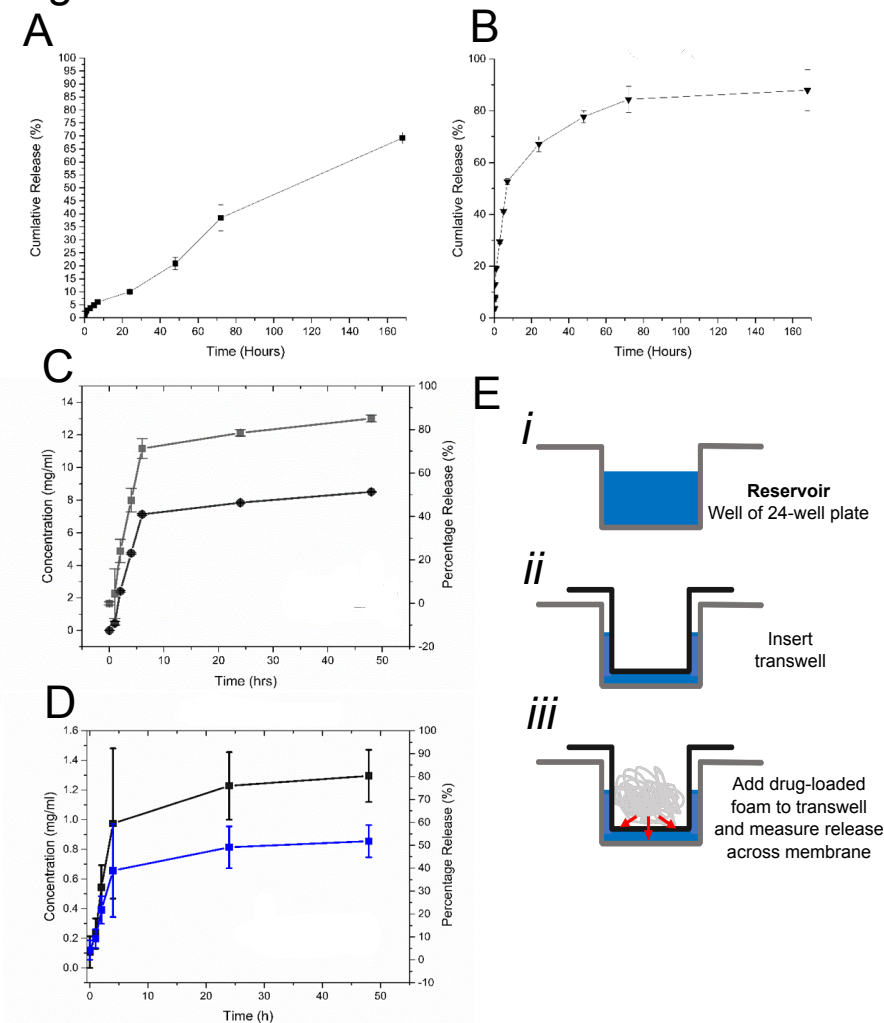 A
Cumlative Release (%)
100
95
90
85
80
75
70
65
60
55
50
45
40
35
30
25
20
15
10
5
0
0 20 40 60 80 100 120 140 160
Time (Hours)
B
Cumlative Release (%)
100
80
60
40
20
0
0 20 40 60 80 100 120 140 160
Time (Hours)
C
Concentration (mg/ml)
14
12
10
8
6
4
2
0
Percentage Release (%)
100
80
60
40
20
0
-20
0 10 20 30 40 50
Time (hrs)
D
Concentration (mg/ml)
1.6
1.4
1.2
1.0
0.8
0.6
0.4
0.2
0.0
Percentage Release (%)
100
90
80
70
60
50
40
30
20
10
0
-10
0 10 20 30 40 50
Time (h)
E
i
Reservoir
Well of 24-well plate
ii
Insert
transwell
iii
Add drug-loaded
foam to transwell
and measure release
across membrane